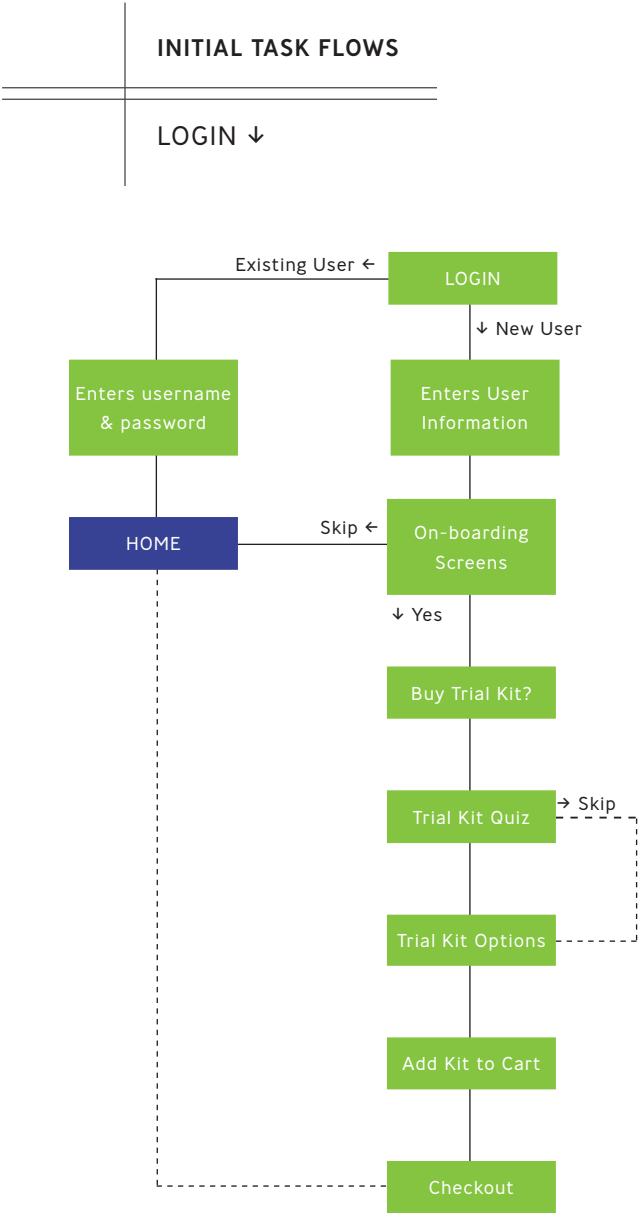 INITIAL TASK FLOWS
LOGIN ↓
Existing User ←
LOGIN
↓ New User
Enters username
& password
Enters User
Information
HOME
Skip ←
On-boarding
Screens
↓ Yes
Buy Trial Kit?
Trial Kit Quiz
→ Skip
Trial Kit Options
Add Kit to Cart
Checkout